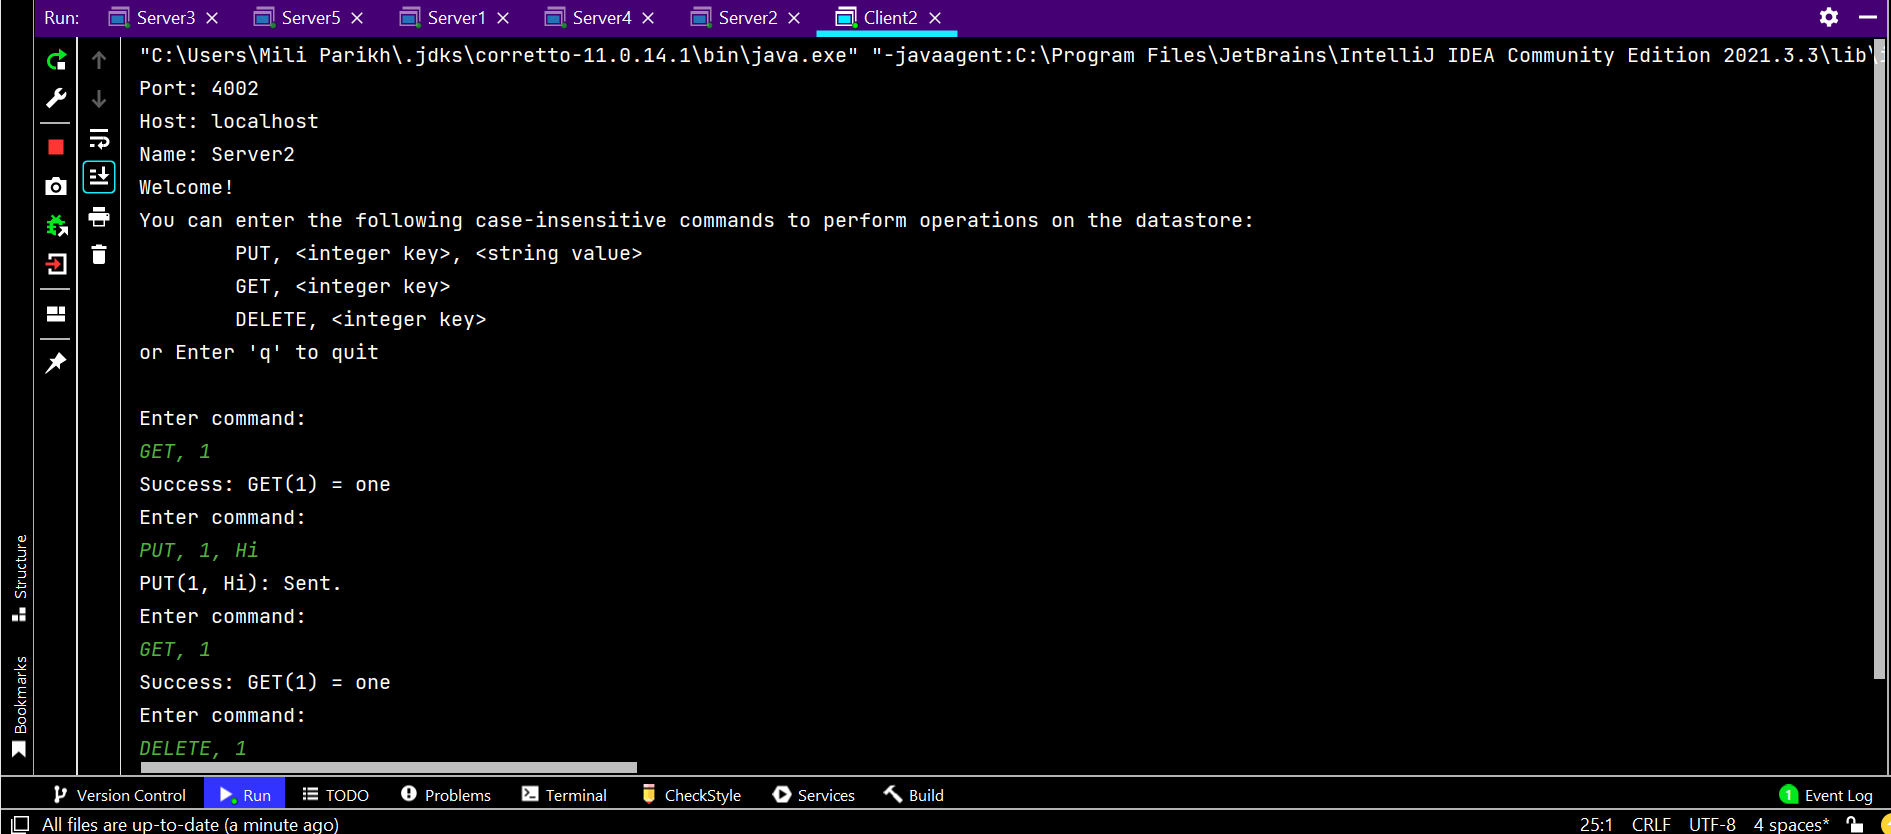 Run: Server3 Server5 Server1 Server4 Server2 Client2
"C:\Users\Mili Parikh\.jdks\corretto-11.0.14.1\bin\java.exe" "-javaagent:C:\Program Files\JetBrains\IntelliJ IDEA Community Edition 2021.3.3\lib\
Port: 4002
Host: localhost
Name: Server2
Welcome!
You can enter the following case-insensitive commands to perform operations on the datastore:
PUT, <integer key>, <string value>
GET, <integer key>
DELETE, <integer key>
or Enter 'q' to quit
Enter command:
GET, 1
Success: GET(1) = one
Enter command:
PUT, 1, Hi
PUT(1, Hi): Sent.
Enter command:
GET, 1
Success: GET(1) = one
Enter command:
DELETE, 1
Structure
Bookmarks
Version Control Run TODO Problems Terminal CheckStyle Services Build 1 Event Log
All files are up-to-date (a minute ago) 25:1 CRLF UTF-8 4 spaces*